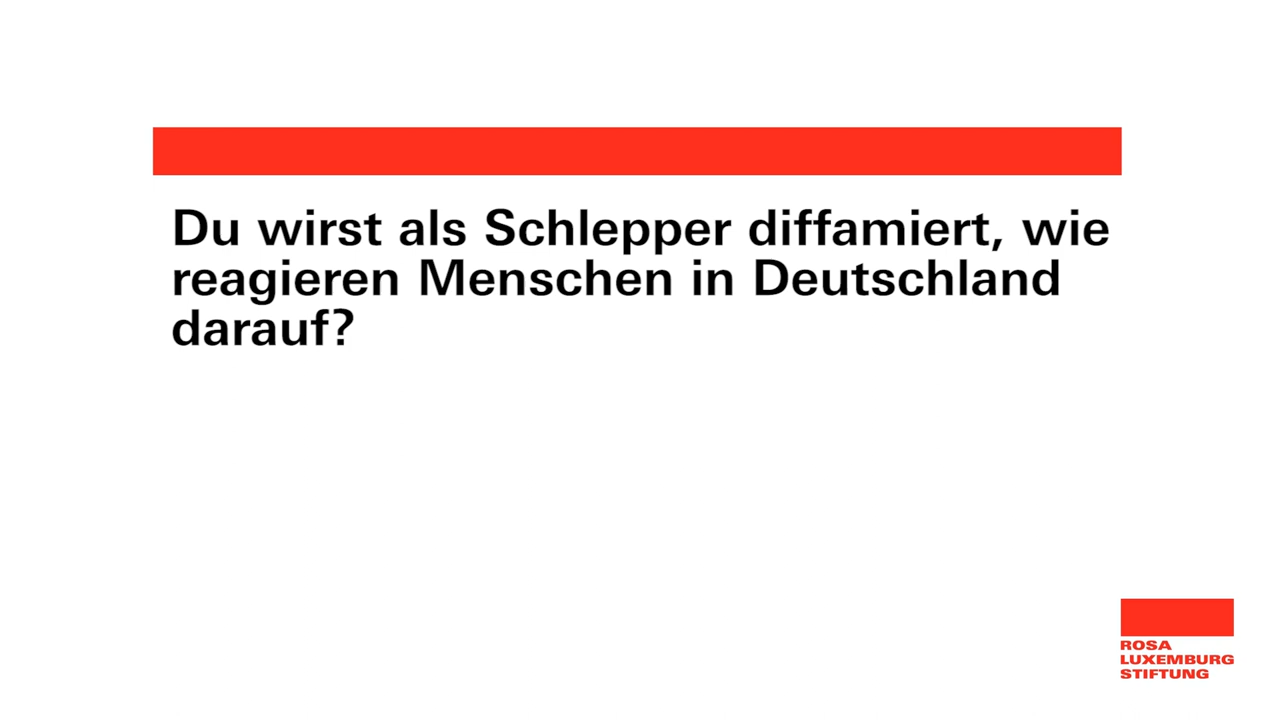 Du wirst als Schlepper diffamiert, wie
reagieren Menschen in Deutschland
darauf?
ROSA
LUXEMBURG
STIFTUNG